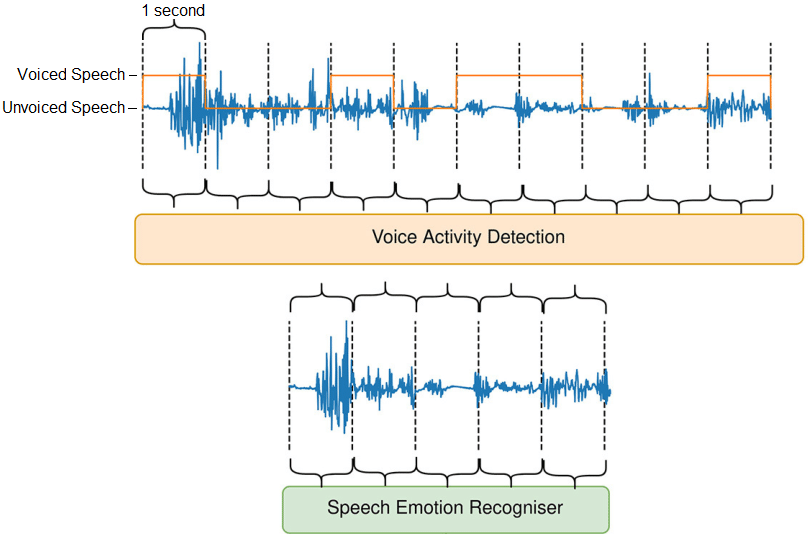 1 second
Voiced Speech
Unvoiced Speech
Voice Activity Detection
Speech Emotion Recogniser